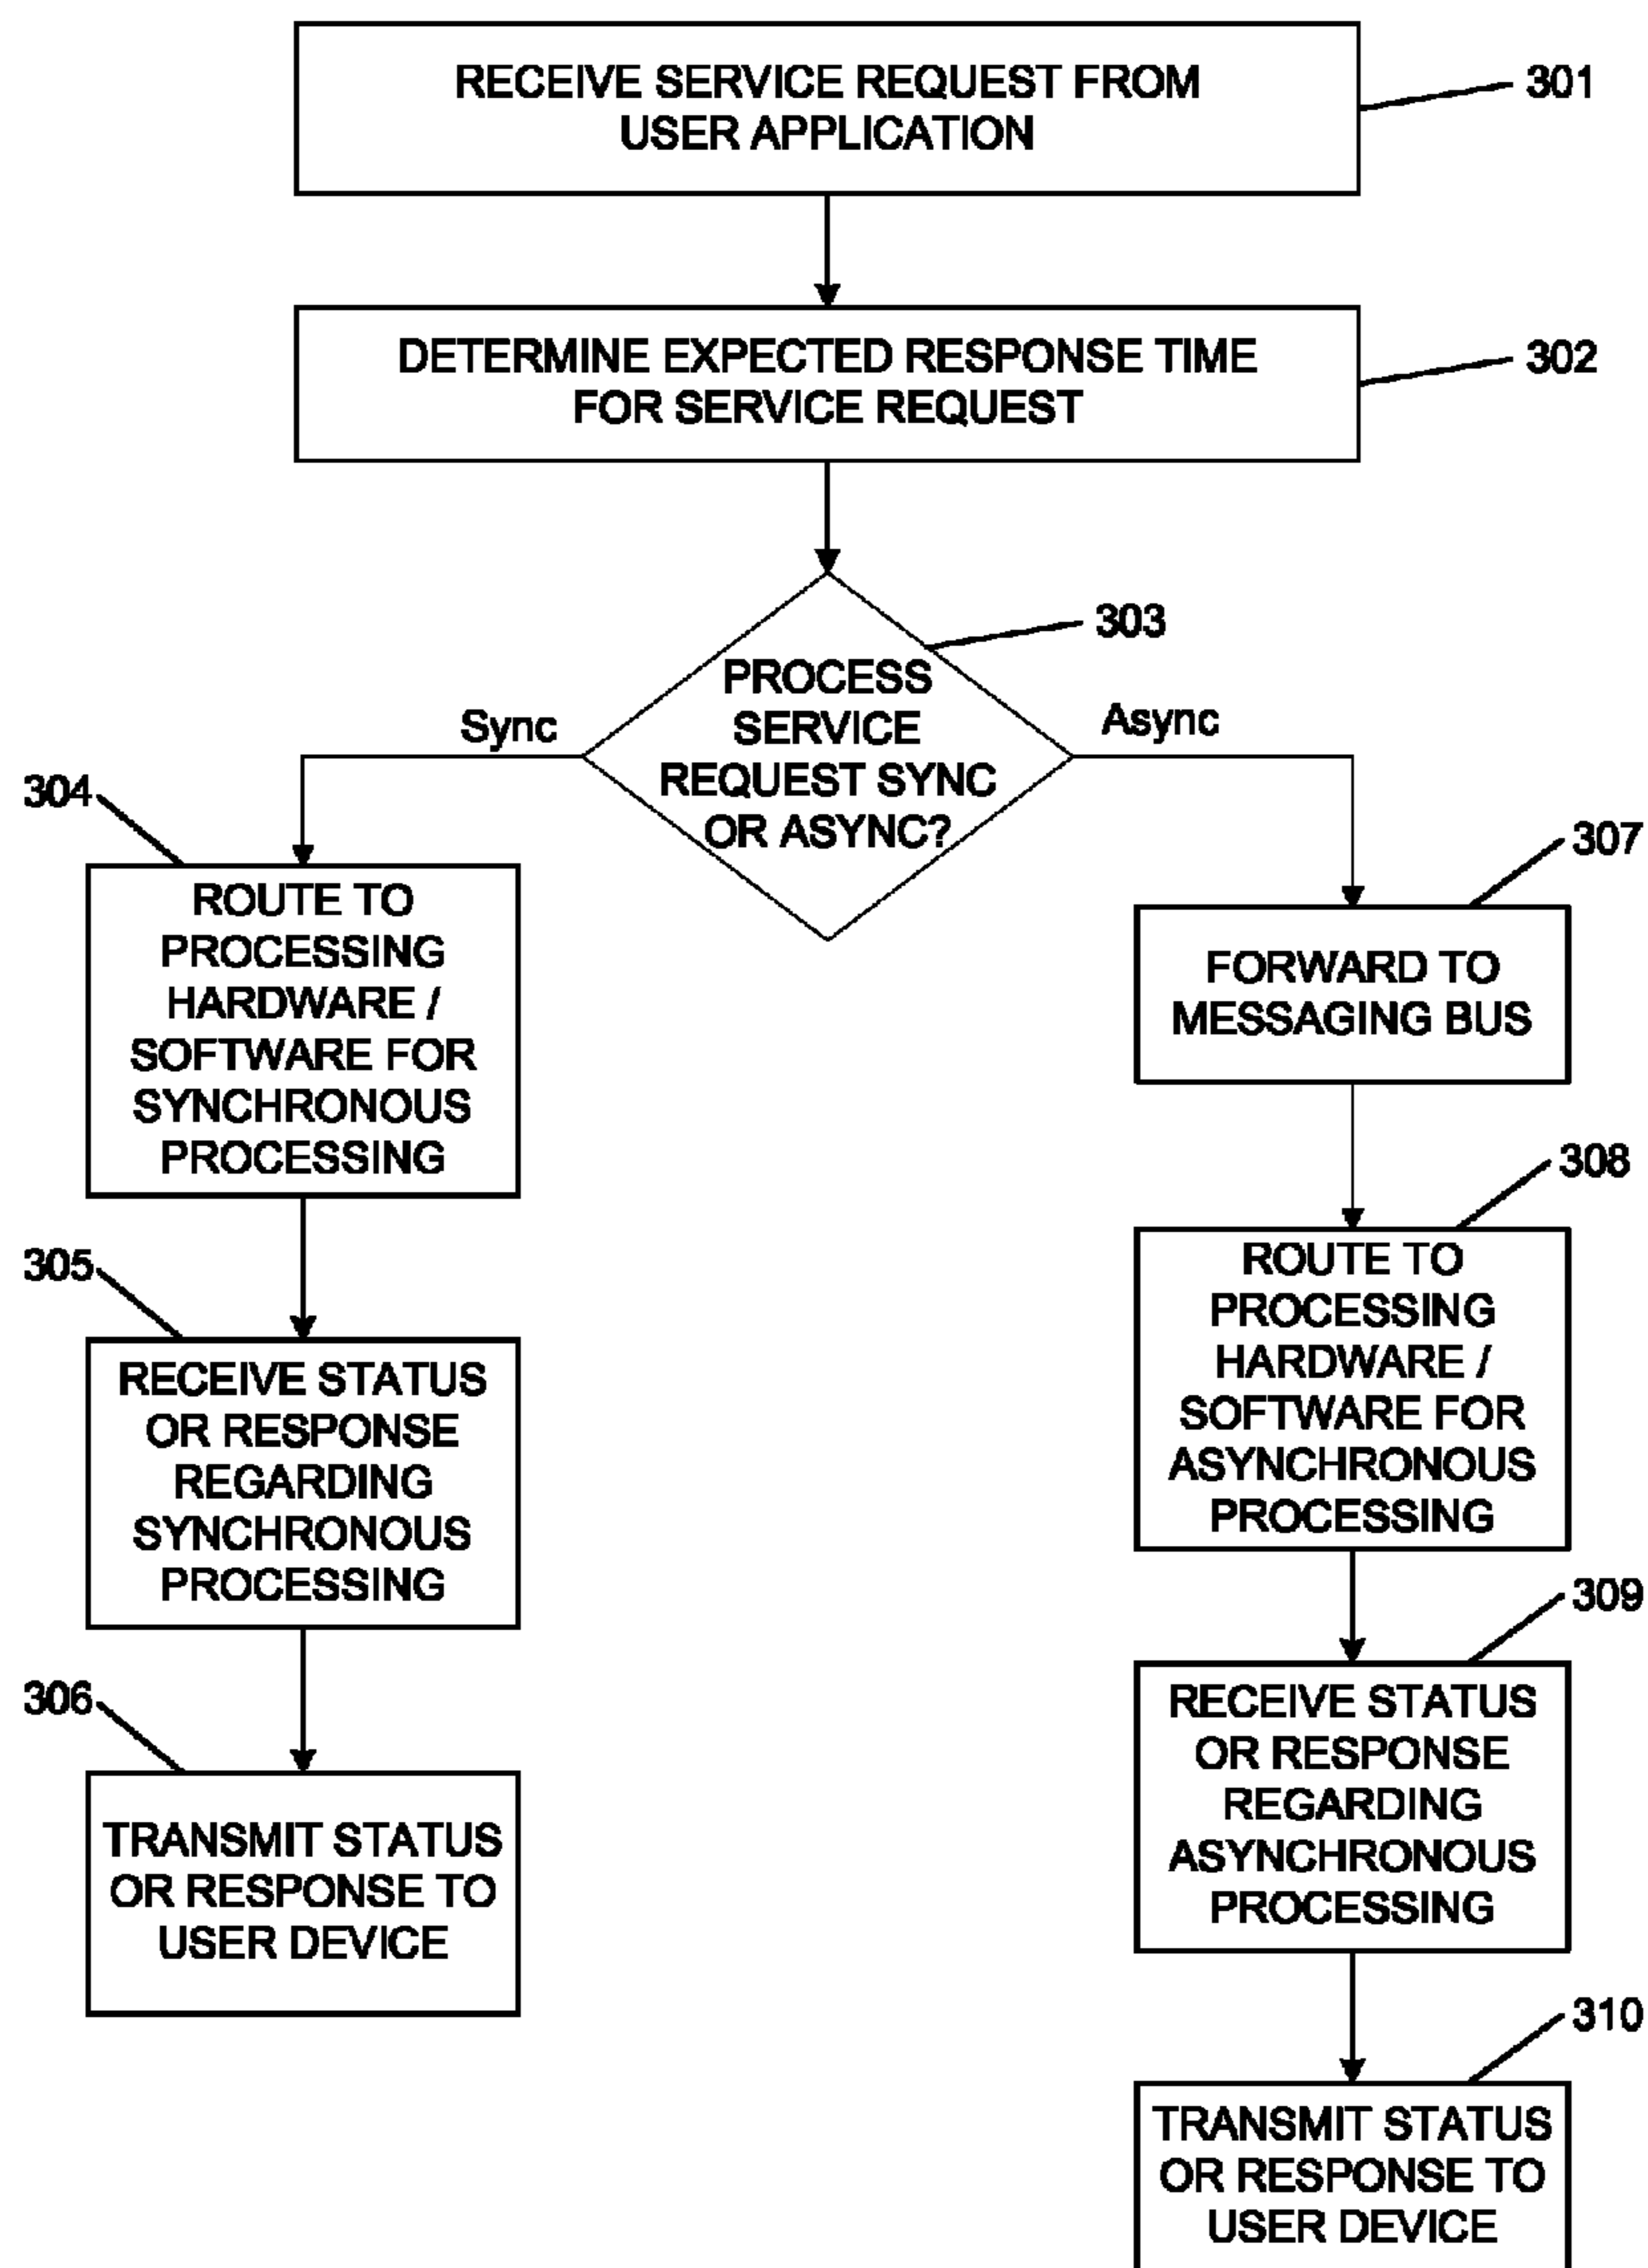 RECEIVE SERVICE REQUEST FROM
USER APPLICATION
301
DETERMINE EXPECTED RESPONSE TIME
FOR SERVICE REQUEST
302
303
PROCESS
SERVICE
REQUEST SYNC
OR ASYNC?
Sync
Async
304
ROUTE TO
PROCESSING
HARDWARE /
SOFTWARE FOR
SYNCHRONOUS
PROCESSING
305
RECEIVE STATUS
OR RESPONSE
REGARDING
SYNCHRONOUS
PROCESSING
306
TRANSMIT STATUS
OR RESPONSE TO
USER DEVICE
307
FORWARD TO
MESSAGING BUS
308
ROUTE TO
PROCESSING
HARDWARE /
SOFTWARE FOR
ASYNCHRONOUS
PROCESSING
309
RECEIVE STATUS
OR RESPONSE
REGARDING
ASYNCHRONOUS
PROCESSING
310
TRANSMIT STATUS
OR RESPONSE TO
USER DEVICE